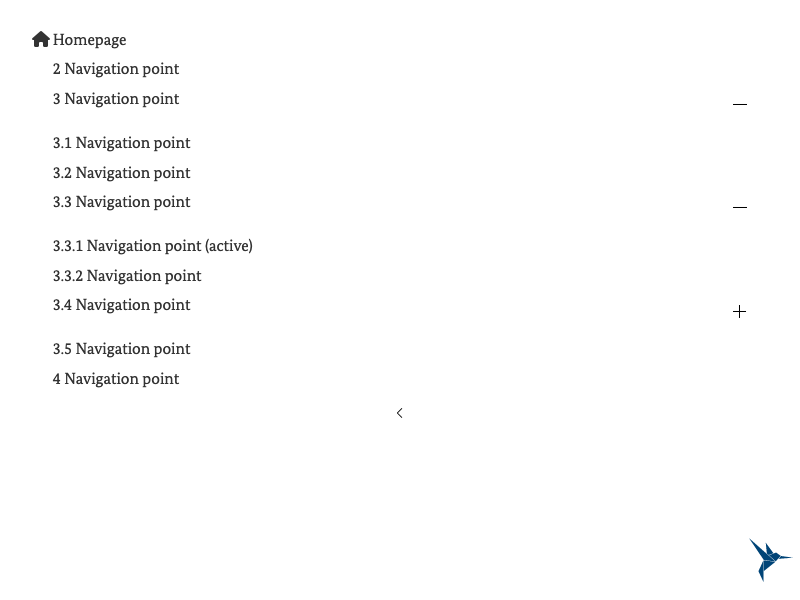 Homepage
2 Navigation point
3 Navigation point
3.1 Navigation point
3.2 Navigation point
3.3 Navigation point
3.3.1 Navigation point (active)
3.3.2 Navigation point
3.4 Navigation point
3.5 Navigation point
4 Navigation point